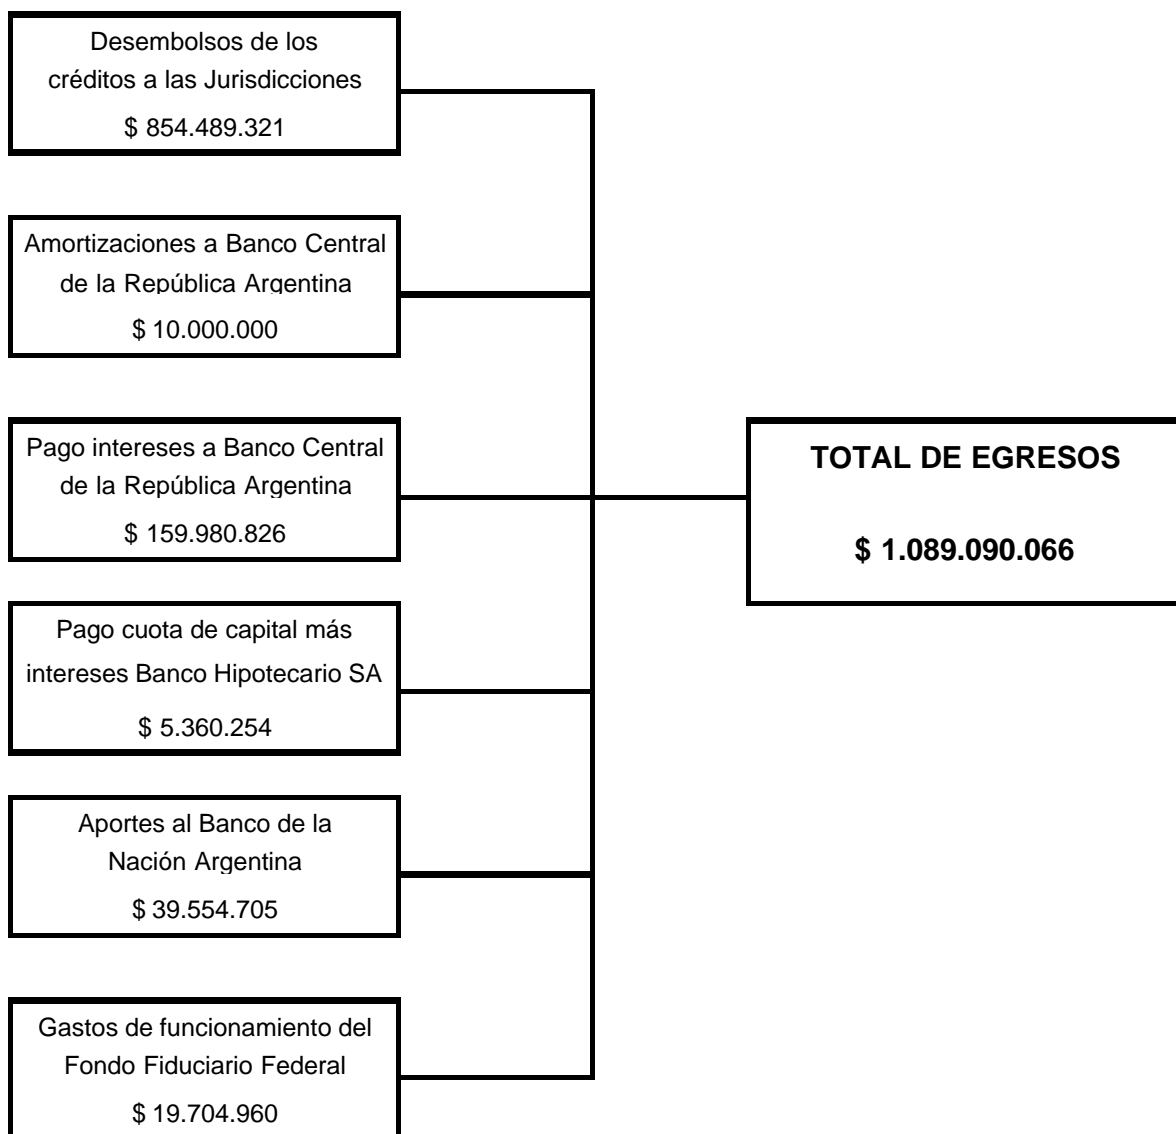 Desembolsos de los
créditos a las Jurisdicciones
$ 854.489.321
Amortizaciones a Banco Central
de la República Argentina
$ 10.000.000
Pago intereses a Banco Central
de la República Argentina
$ 159.980.826
Pago cuota de capital más
intereses Banco Hipotecario SA
$ 5.360.254
Aportes al Banco de la
Nación Argentina
$ 39.554.705
Gastos de funcionamiento del
Fondo Fiduciario Federal
$ 19.704.960
TOTAL DE EGRESOS
$ 1.089.090.066